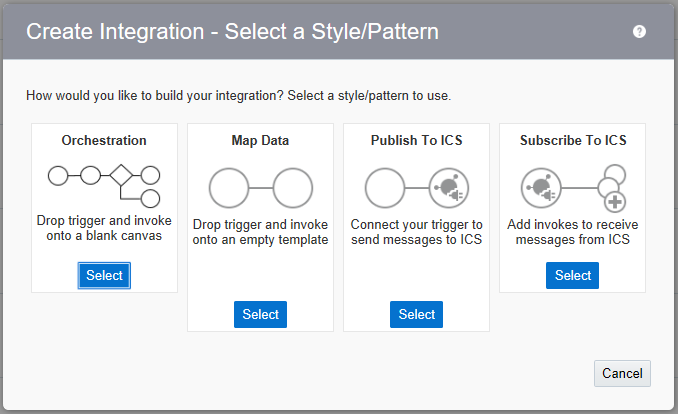 Create Integration - Select a Style/Pattern
?
How would you like to build your integration? Select a style/pattern to use.
Orchestration
Drop trigger and invoke
onto a blank canvas
Select
Map Data
Drop trigger and invoke
onto an empty template
Select
Publish To ICS
Connect your trigger to
send messages to ICS
Select
Subscribe To ICS
Add invokes to receive
messages from ICS
Select
Cancel